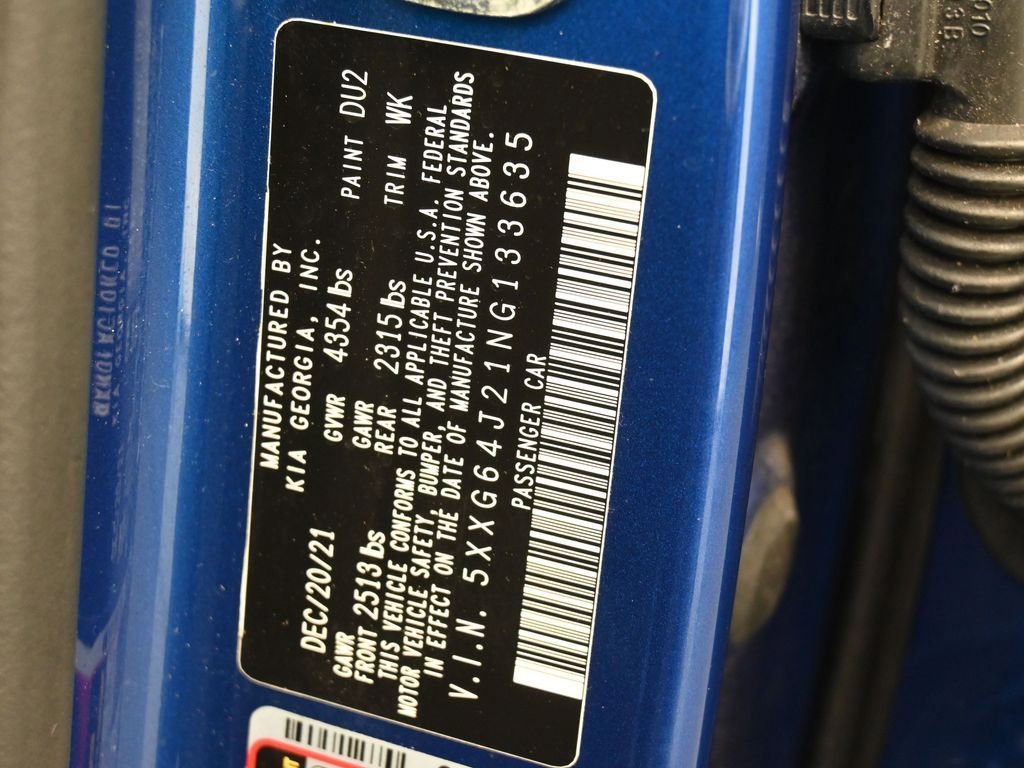 MANUFACTURED BY
KIA GEORGIA, INC.
DEC/20/21 GVWR 4354 lbs PAINT DU2
GAWR FRONT 2513 lbs GAWR REAR 2315 lbs TRIM WK
THIS VEHICLE CONFORMS TO ALL APPLICABLE U.S.A. FEDERAL
MOTOR VEHICLE SAFETY, BUMPER, AND THEFT PREVENTION STANDARDS
IN EFFECT ON THE DATE OF MANUFACTURE SHOWN ABOVE.
V.I.N. 5XXG64J21NG133635
PASSENGER CAR